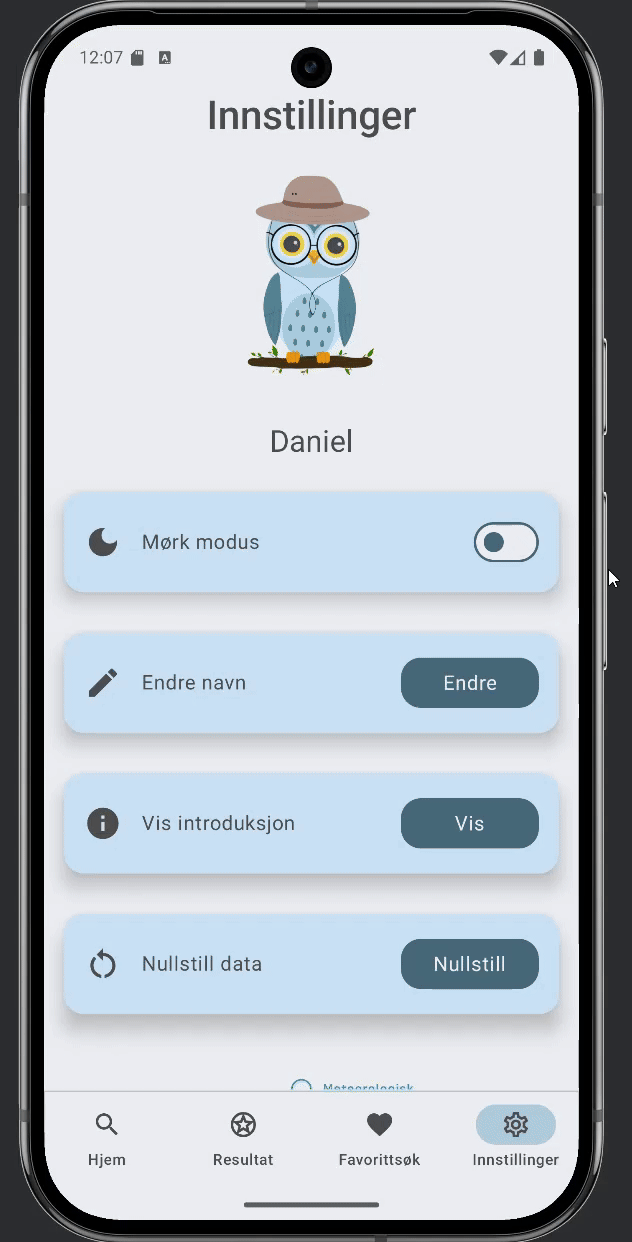 12:07
Innstillinger
Daniel
Mørk modus
Endre navn
Endre
Vis introduksjon
Vis
Nullstill data
Nullstill
Meteorologisk
Hjem
Resultat
Favorittsøk
Innstillinger